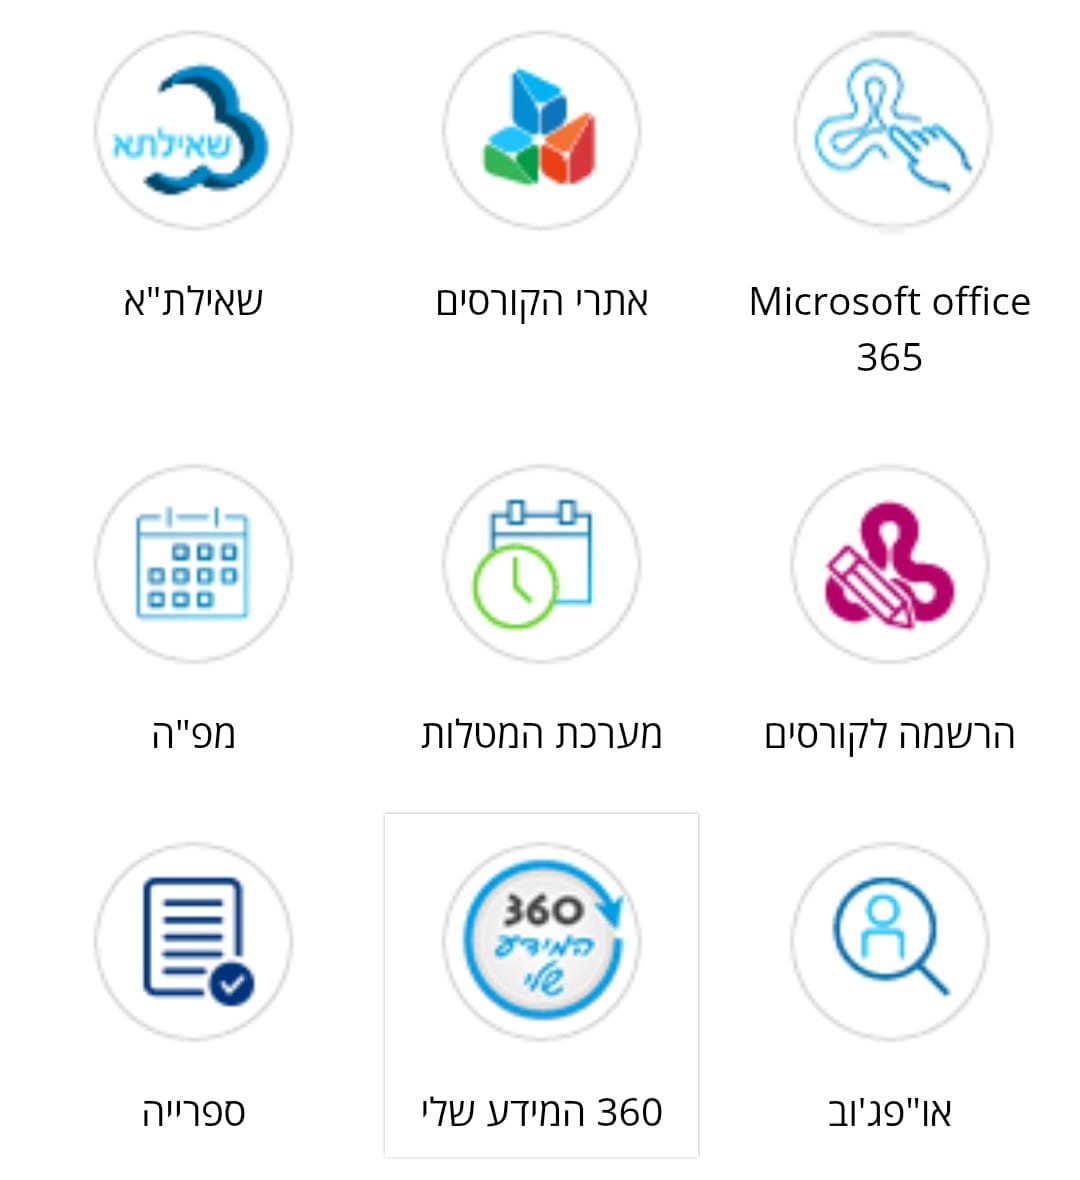 Microsoft office
365
אתרי הקורסים
שאילתא
שאילת"א
הרשמה לקורסים
מערכת המטלות
מפ"ה
או"פג'וב
360
המידע
שלי
360 המידע שלי
ספרייה